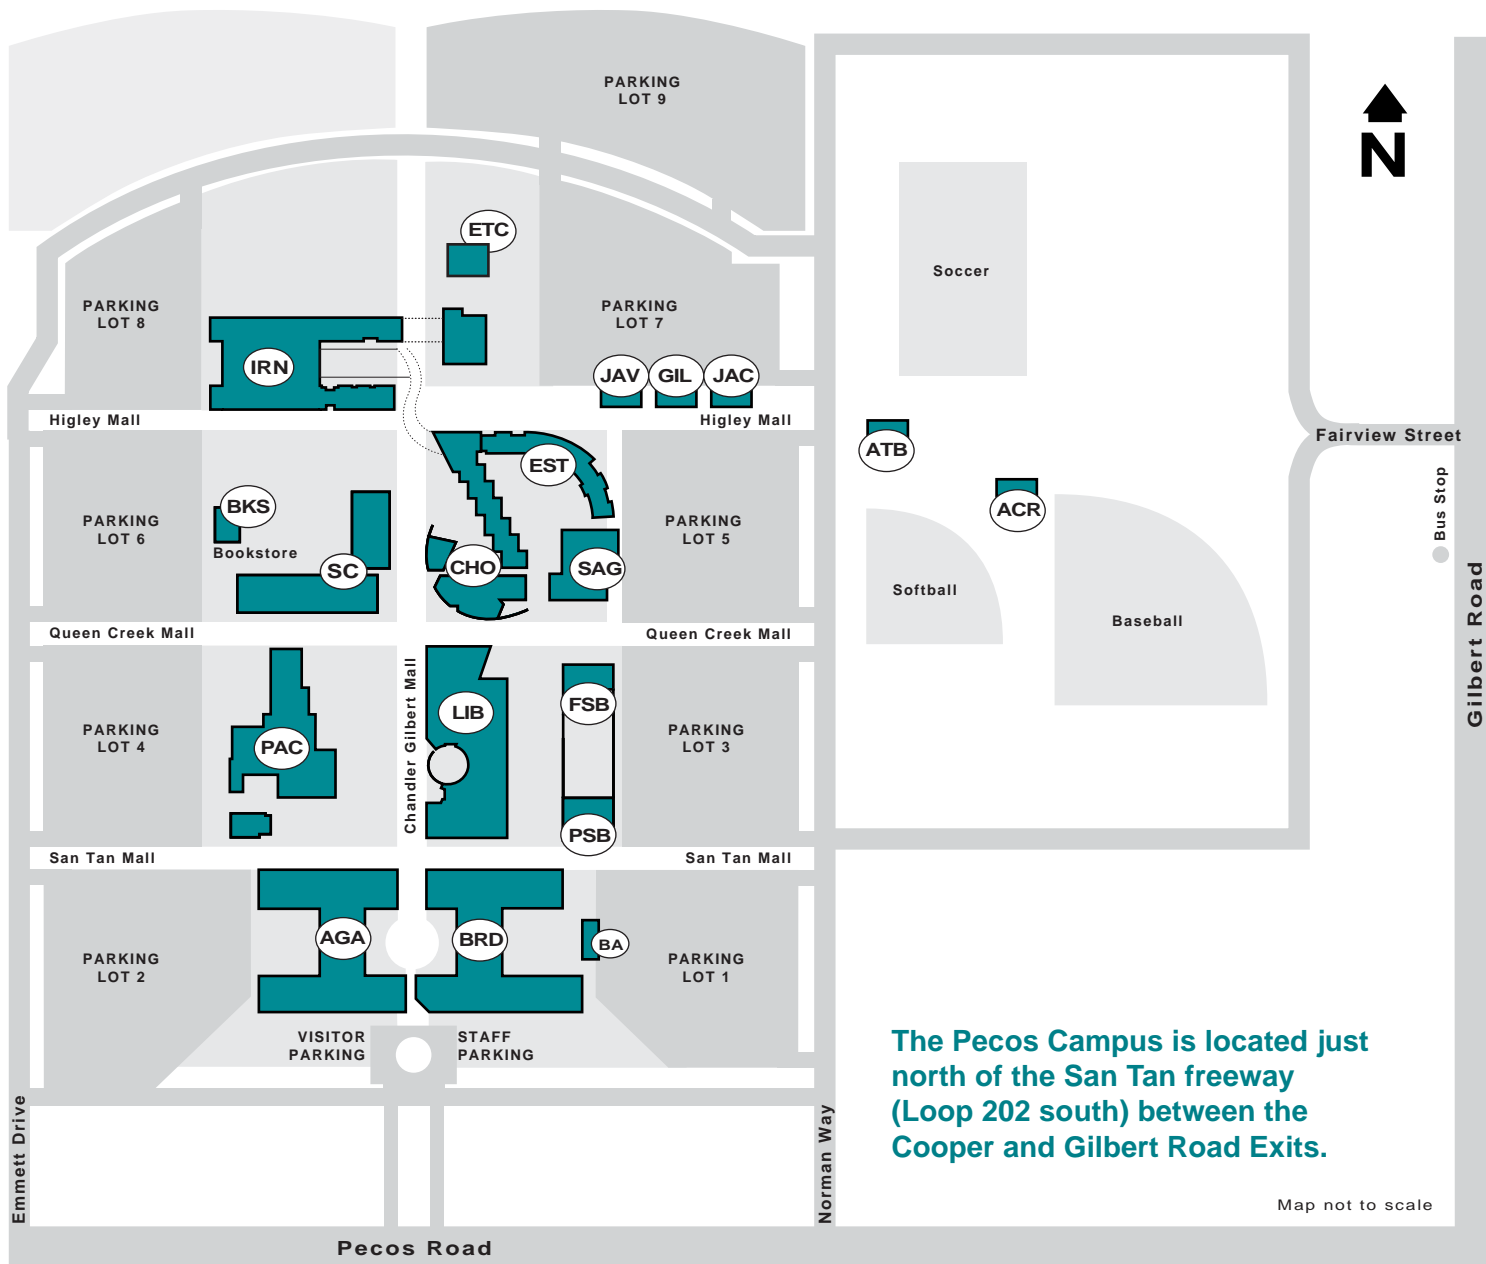 PARKING
LOT 9
N
ETC
Soccer
PARKING
LOT 8
PARKING
LOT 7
IRN
JAV
GIL
JAC
Higley Mall
Higley Mall
Fairview Street
ATB
EST
Bus Stop
BKS
Bookstore
ACR
PARKING
LOT 6
PARKING
LOT 5
SC
CHO
SAG
Softball
Baseball
Queen Creek Mall
Queen Creek Mall
Gilbert Road
Chandler Gilbert Mall
LIB
FSB
PAC
PARKING
LOT 4
PARKING
LOT 3
PSB
San Tan Mall
San Tan Mall
AGA
BRD
BA
PARKING
LOT 2
PARKING
LOT 1
VISITOR
PARKING
STAFF
PARKING
The Pecos Campus is located just
north of the San Tan freeway
(Loop 202 south) between the
Cooper and Gilbert Road Exits.
Emmett Drive
Norman Way
Map not to scale
Pecos Road